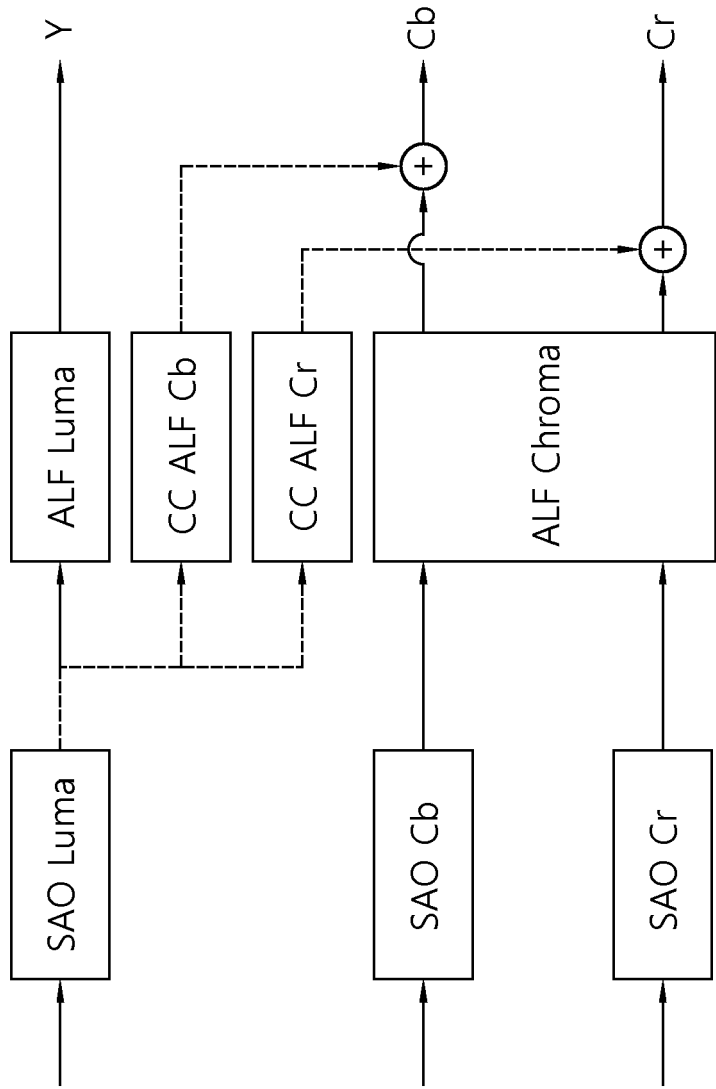 SAO Luma
ALF Luma
Y
CC ALF Cb
CC ALF Cr
SAO Cb
ALF Chroma
+
Cb
SAO Cr
+
Cr